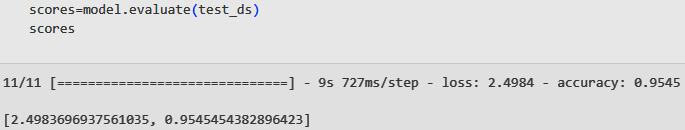 scores=model.evaluate(test_ds)
scores
11/11 [==============================] - 9s 727ms/step - loss: 2.4984 - accuracy: 0.9545
[2.4983696937561035, 0.9545454382896423]